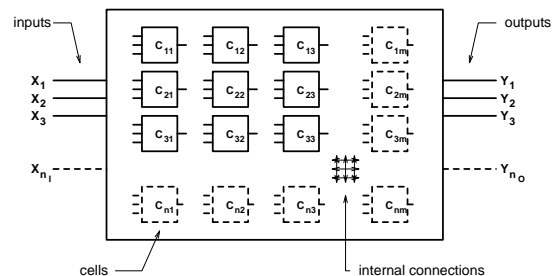 inputs
outputs
C11 C12 C13 C1m
X1 Y1
C21 C22 C23 C2m
X2 Y2
X3 Y3
C31 C32 C33 C3m
XnI YnO
Cn1 Cn2 Cn3 Cnm
cells
internal connections